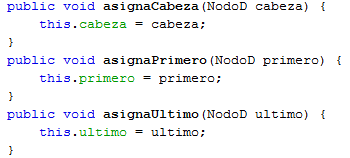 public void asignaCabeza(NodoD cabeza) {
    this.cabeza = cabeza;
}
public void asignaPrimero(NodoD primero) {
    this.primero = primero;
}
public void asignaUltimo(NodoD ultimo) {
    this.ultimo = ultimo;
}